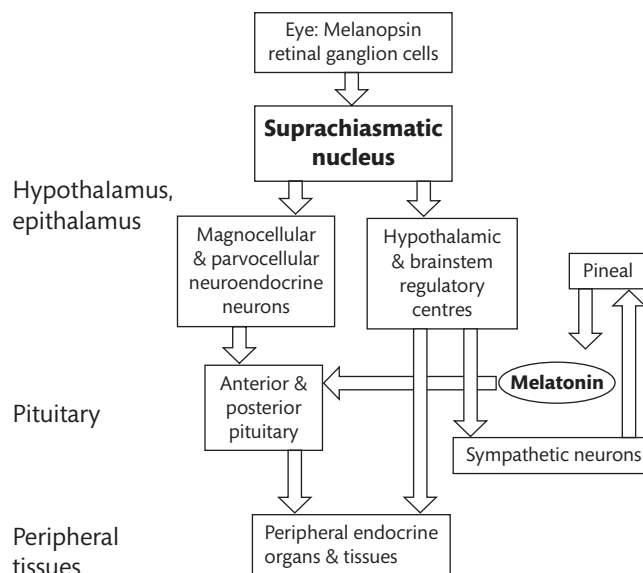 Eye: Melanopsin
retinal ganglion cells
Suprachiasmatic
nucleus
Hypothalamus,
epithalamus
Magnocellular
& parvocellular
neuroendocrine
neurons
Hypothalamic
& brainstem
regulatory
centres
Pineal
Melatonin
Anterior &
posterior
pituitary
Pituitary
Sympathetic neurons
Peripheral
tissues
Peripheral endocrine
organs & tissues